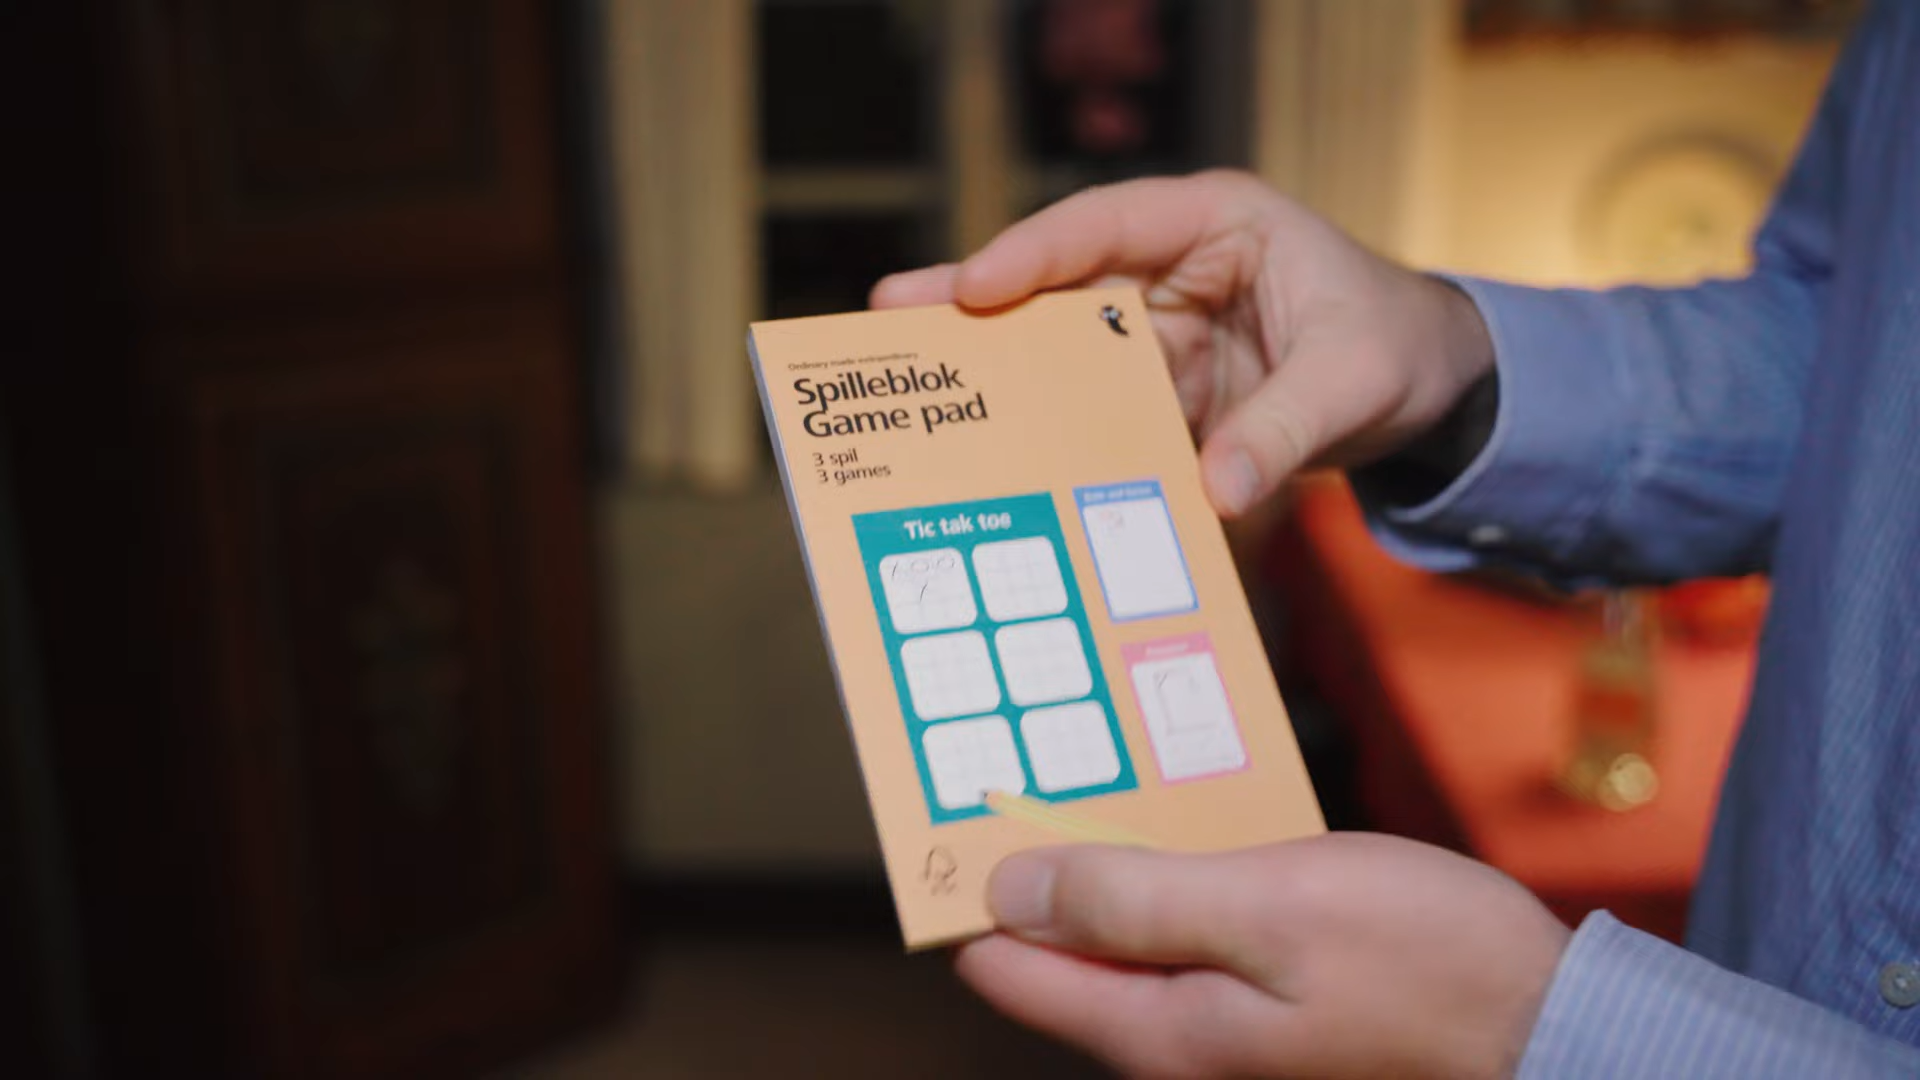 Ordinary made extraordinary
Spilleblok
Game pad
3 spil
3 games
Tic tak toe